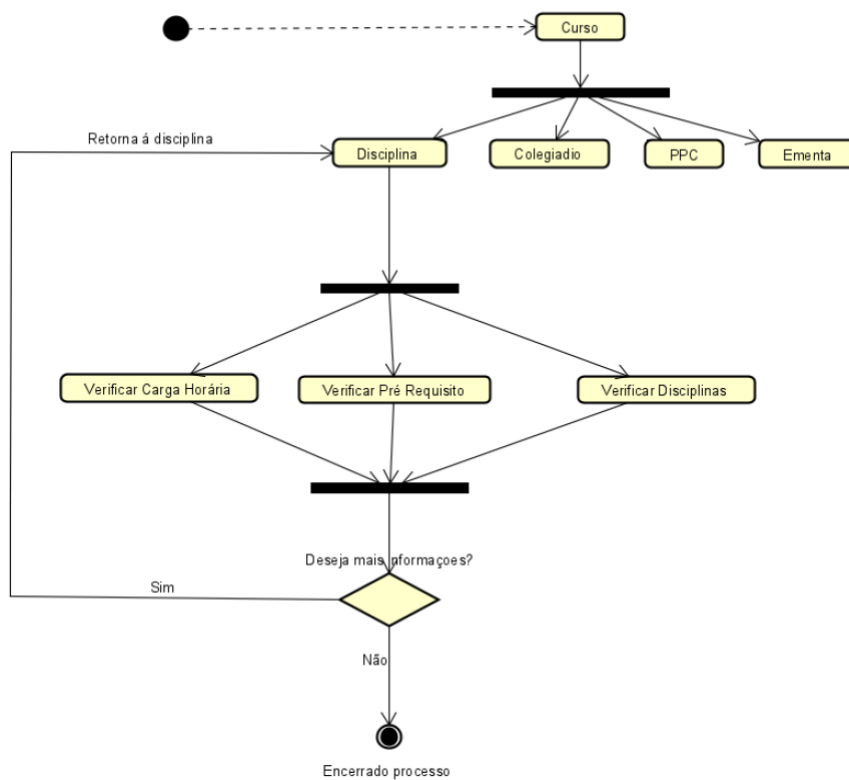 Curso
Retorna á disciplina
Disciplina
Colegiadio
PPC
Ementa
Verificar Carga Horária
Verificar Pré Requisito
Verificar Disciplinas
Deseja mais nformaçoes?
Sim
Não
Encerrado processo